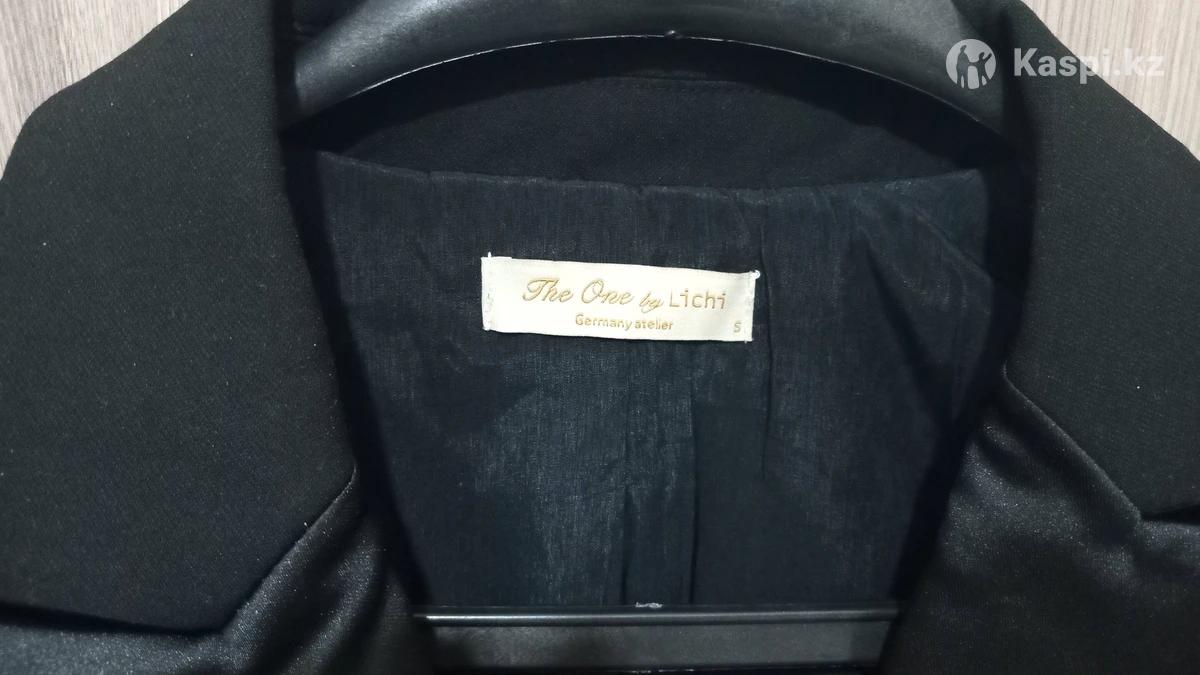 Kaspi.kz
The One by Lichi
Germany atelier
S